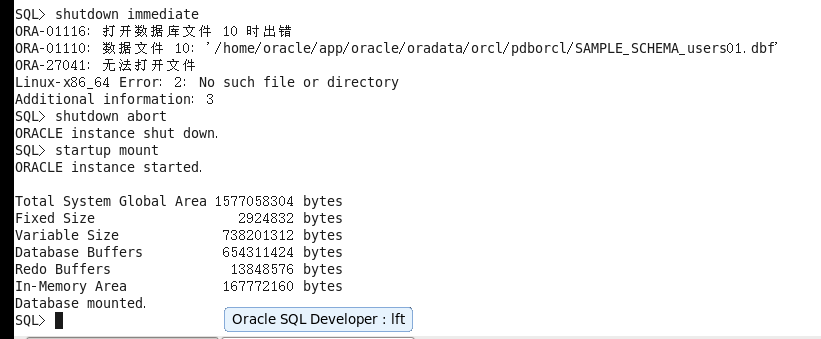 SQL> shutdown immediate
ORA-01116: 打开数据库文件 10 时出错
ORA-01110: 数据文件 10: '/home/oracle/app/oracle/oradata/orcl/pdborcl/SAMPLE_SCHEMA_users01.dbf'
ORA-27041: 无法打开文件
Linux-x86_64 Error: 2: No such file or directory
Additional information: 3
SQL> shutdown abort
ORACLE instance shut down.
SQL> startup mount
ORACLE instance started.
Total System Global Area 1577058304 bytes
Fixed Size 2924832 bytes
Variable Size 738201312 bytes
Database Buffers 654311424 bytes
Redo Buffers 13848576 bytes
In-Memory Area 167772160 bytes
Database mounted.
SQL>
Oracle SQL Developer : lft